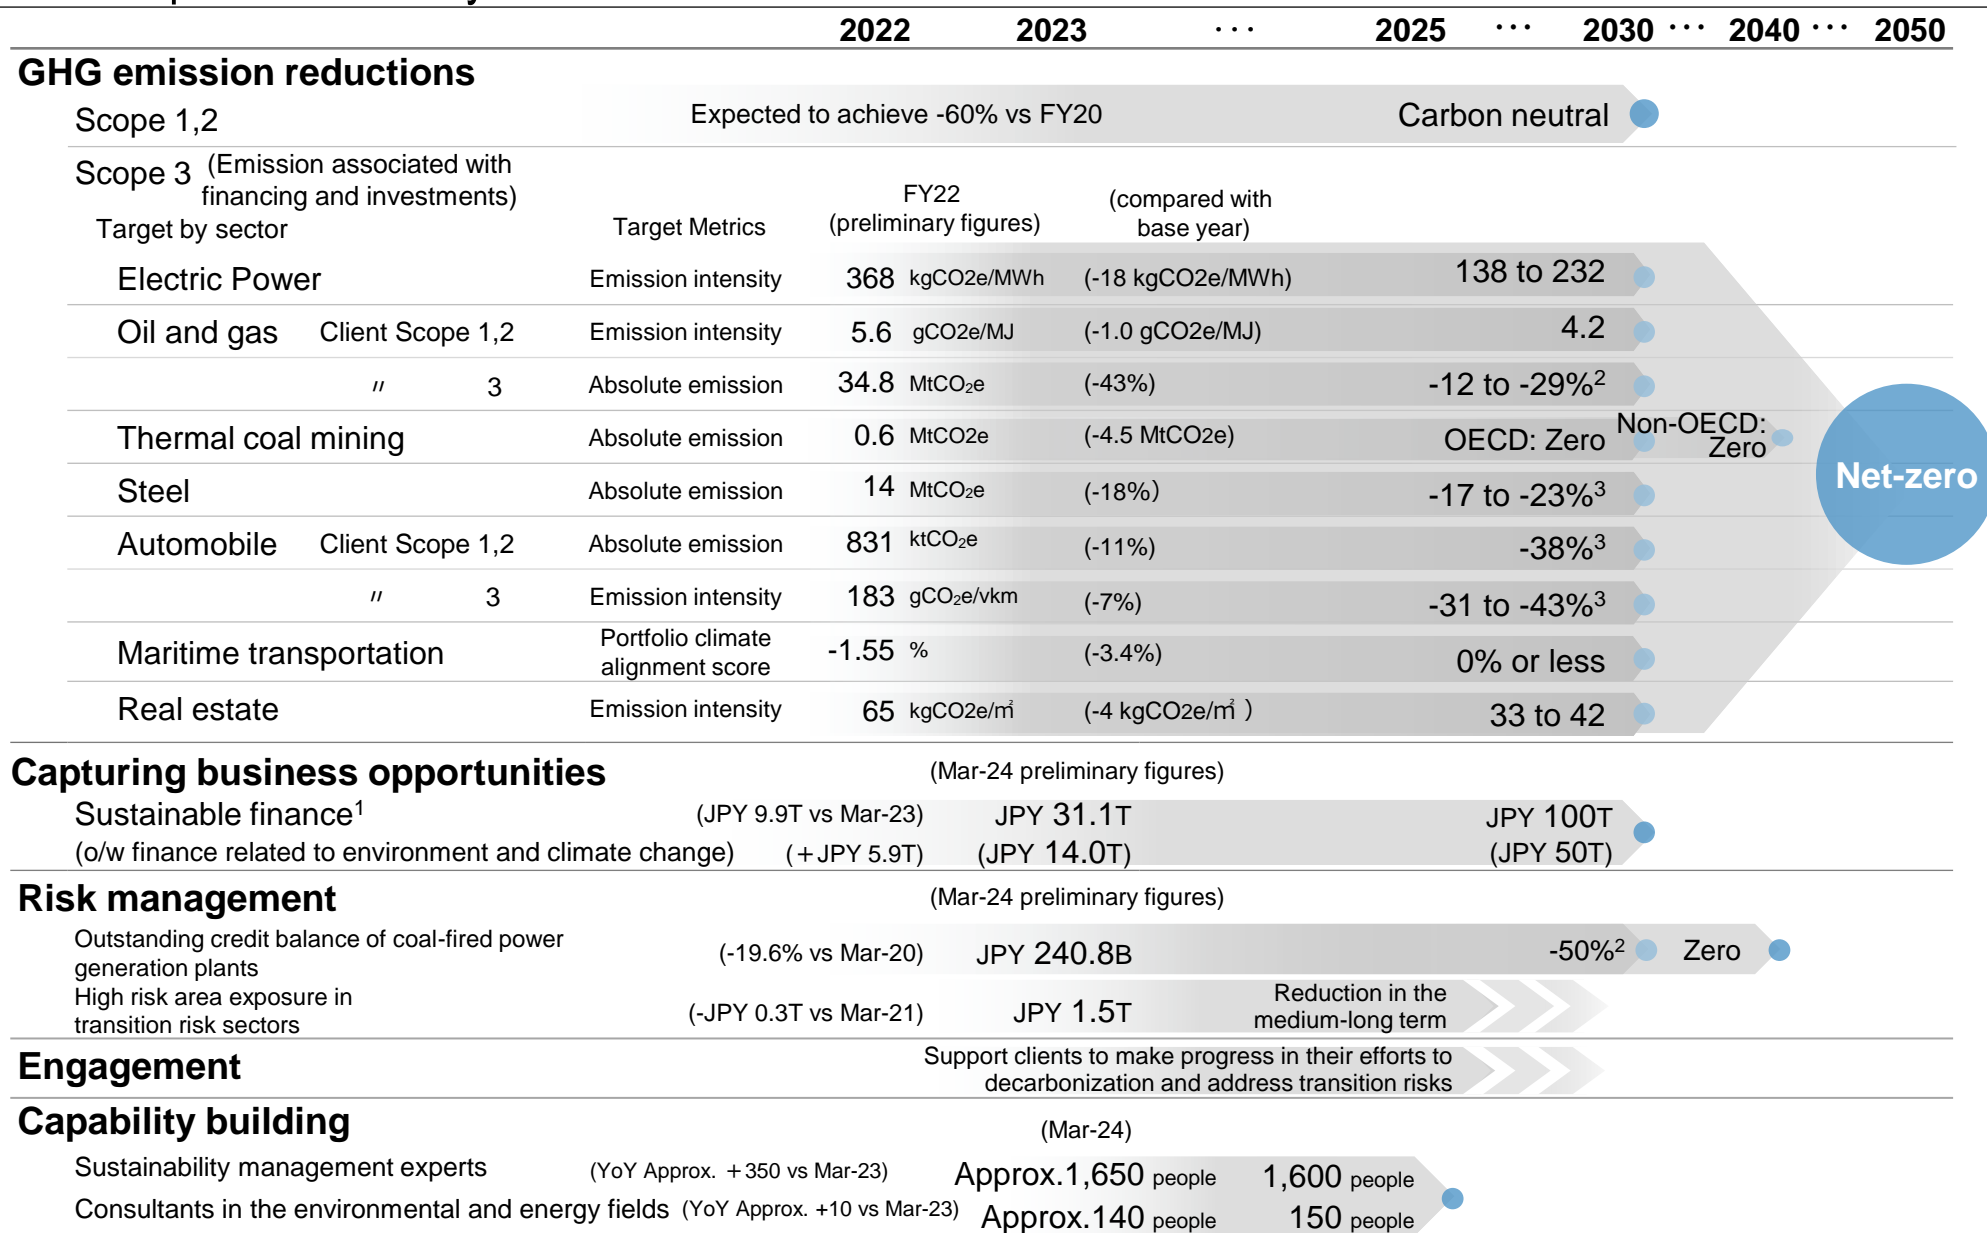 2022 2023 ・・・ 2025 ・・・ 2030 ・・・ 2040 ・・・ 2050
GHG emission reductions
Scope 1,2 Expected to achieve -60% vs FY20 Carbon neutral
Scope 3 (Emission associated with
financing and investments)
FY22
(preliminary figures)
(compared with
base year)
Target by sector Target Metrics
Electric Power Emission intensity 368 kgCO2e/MWh (-18 kgCO2e/MWh) 138 to 232
Oil and gas Client Scope 1,2 Emission intensity 5.6 gCO2e/MJ (-1.0 gCO2e/MJ) 4.2
〃 3 Absolute emission 34.8 MtCO₂e (-43%) -12 to -29%²
Thermal coal mining Absolute emission 0.6 MtCO2e (-4.5 MtCO2e) OECD: Zero Non-OECD:
Zero
Steel Absolute emission 14 MtCO₂e (-18%) -17 to -23%³
Net-zero
Automobile Client Scope 1,2 Absolute emission 831 ktCO₂e (-11%) -38%³
〃 3 Emission intensity 183 gCO₂e/vkm (-7%) -31 to -43%³
Maritime transportation Portfolio climate
alignment score -1.55 % (-3.4%) 0% or less
Real estate Emission intensity 65 kgCO2e/㎡ (-4 kgCO2e/㎡ ) 33 to 42
Capturing business opportunities (Mar-24 preliminary figures)
Sustainable finance¹ (JPY 9.9T vs Mar-23) JPY 31.1T JPY 100T
(o/w finance related to environment and climate change) (+JPY 5.9T) (JPY 14.0T) (JPY 50T)
Risk management (Mar-24 preliminary figures)
Outstanding credit balance of coal-fired power
generation plants (-19.6% vs Mar-20) JPY 240.8B -50%² Zero
High risk area exposure in
transition risk sectors (-JPY 0.3T vs Mar-21) JPY 1.5T Reduction in the
medium-long term
Engagement Support clients to make progress in their efforts to
decarbonization and address transition risks
Capability building (Mar-24)
Sustainability management experts (YoY Approx. +350 vs Mar-23) Approx.1,650 people 1,600 people
Consultants in the environmental and energy fields (YoY Approx. +10 vs Mar-23) Approx.140 people 150 people